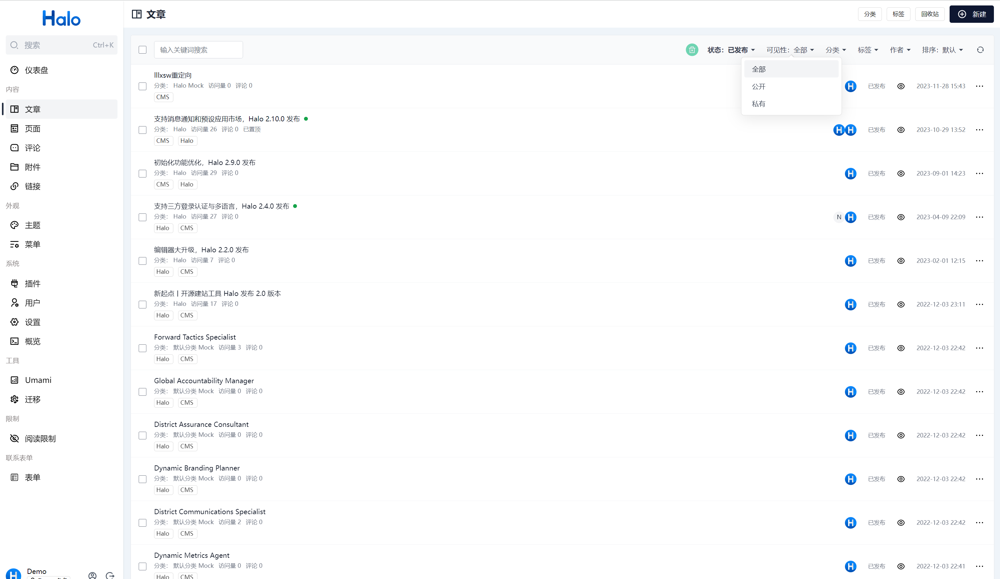 Halo
搜索 Ctrl+K
仪表盘
内容
文章
页面
评论
附件
链接
外观
主题
菜单
系统
插件
用户
设置
概览
工具
Umami
迁移
限制
阅读限制
联系表单
表单
Demo
文章
分类 标签 回收站 新建
输入关键词搜索 状态：已发布 可见性：全部 分类 标签 作者 排序：默认
全部
公开
私有
lllxsw重定向
分类： Halo Mock 访问量 0 评论 0
CMS
已发布 2023-11-28 15:43
支持消息通知和预设应用市场，Halo 2.10.0 发布
分类： Halo 访问量 26 评论 0 已置顶
CMS Halo
已发布 2023-10-29 13:52
初始化功能优化，Halo 2.9.0 发布
分类： Halo 访问量 29 评论 0
CMS Halo
已发布 2023-09-01 14:23
支持三方登录认证与多语言，Halo 2.4.0 发布
分类： Halo 访问量 27 评论 0
Halo CMS
N 已发布 2023-04-09 22:09
编辑器大升级，Halo 2.2.0 发布
分类： Halo 访问量 7 评论 0
Halo CMS
已发布 2023-02-01 12:15
新起点丨开源建站工具 Halo 发布 2.0 版本
分类： Halo 访问量 17 评论 0
Halo CMS
已发布 2022-12-03 23:11
Forward Tactics Specialist
分类： 默认分类 Mock 访问量 3 评论 0
Halo CMS
已发布 2022-12-03 22:42
Global Accountability Manager
分类： 默认分类 Mock 访问量 0 评论 0
Halo CMS
已发布 2022-12-03 22:42
District Assurance Consultant
分类： 默认分类 Mock 访问量 0 评论 0
Halo CMS
已发布 2022-12-03 22:42
Dynamic Branding Planner
分类： 默认分类 Mock 访问量 0 评论 0
Halo CMS
已发布 2022-12-03 22:42
District Communications Specialist
分类： 默认分类 Mock 访问量 2 评论 0
Halo CMS
已发布 2022-12-03 22:42
Dynamic Metrics Agent
分类： 默认分类 Mock 访问量 0 评论 0
Halo CMS
已发布 2022-12-03 22:41